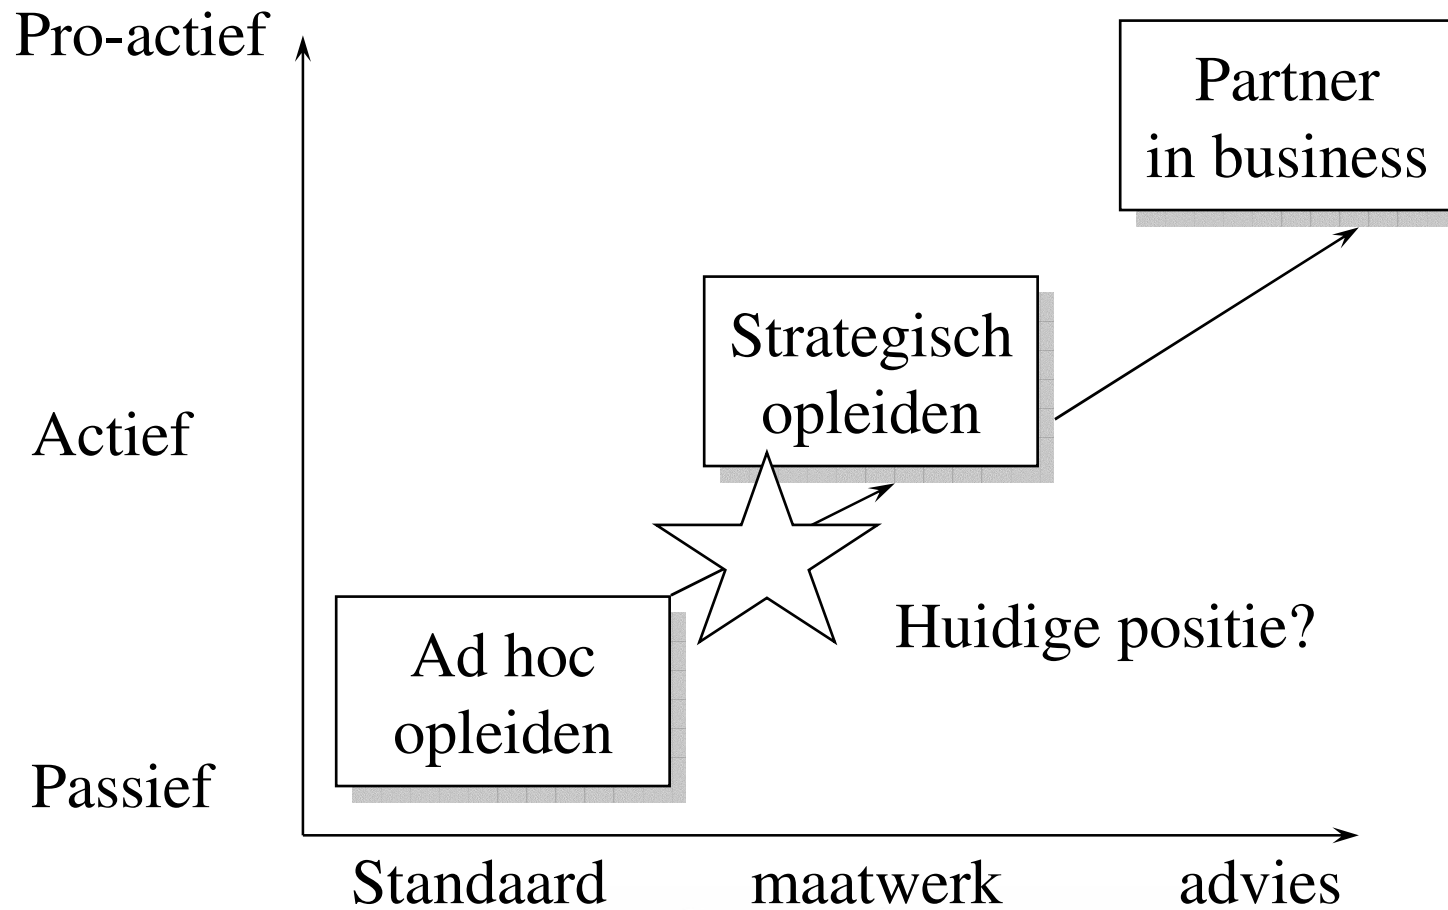 Pro-actief
Partner
in business
Strategisch
opleiden
Actief
Huidige positie?
Ad hoc
opleiden
Passief
Standaard maatwerk advies